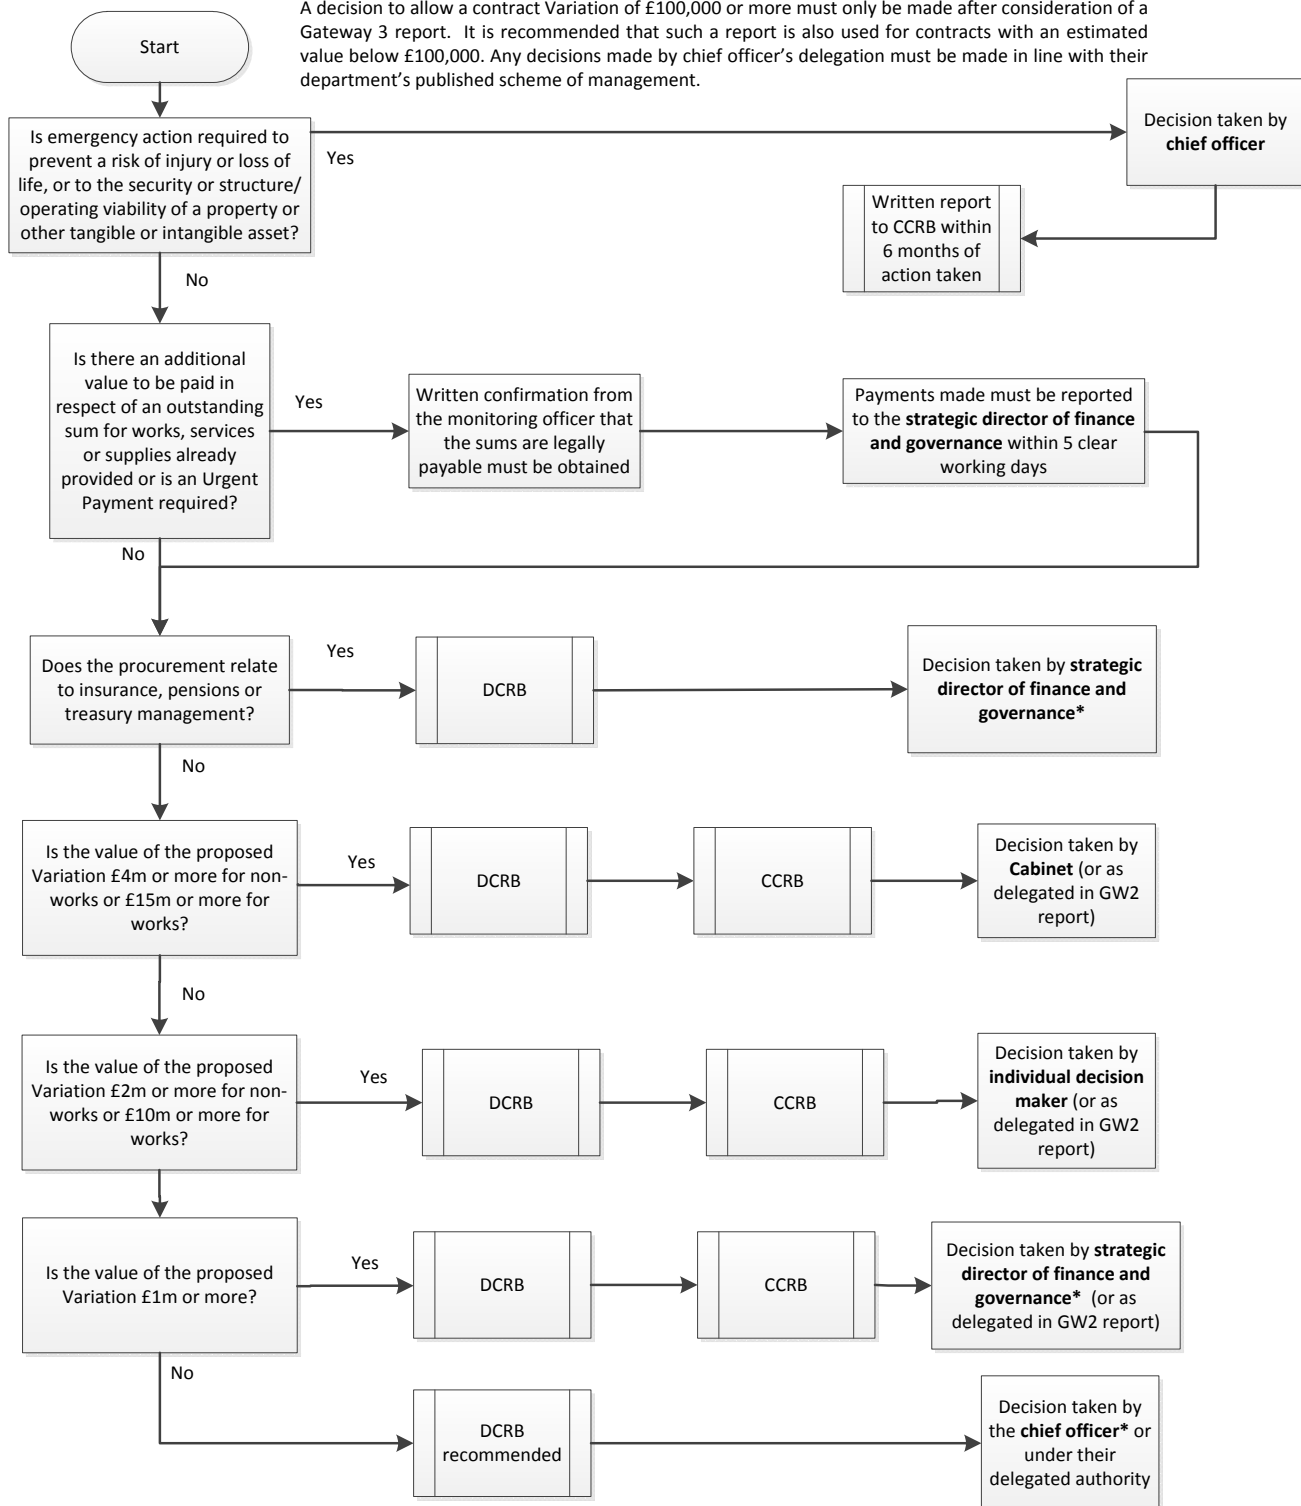 A decision to allow a contract Variation of £100,000 or more must only be made after consideration of a
Gateway 3 report. It is recommended that such a report is also used for contracts with an estimated
value below £100,000. Any decisions made by chief officer's delegation must be made in line with their
department's published scheme of management.
Start
Is emergency action required to
prevent a risk of injury or loss of
life, or to the security or structure/
operating viability of a property or
other tangible or intangible asset?
Yes
Decision taken by
chief officer
Written report
to CCRB within
6 months of
action taken
No
Is there an additional
value to be paid in
respect of an outstanding
sum for works, services
or supplies already
provided or is an Urgent
Payment required?
Yes
Written confirmation from
the monitoring officer that
the sums are legally
payable must be obtained
Payments made must be reported
to the strategic director of finance
and governance within 5 clear
working days
No
Does the procurement relate
to insurance, pensions or
treasury management?
Yes
DCRB
Decision taken by strategic
director of finance and
governance*
No
Is the value of the proposed
Variation £4m or more for non-
works or £15m or more for
works?
Yes
DCRB
CCRB
Decision taken by
Cabinet (or as
delegated in GW2
report)
No
Is the value of the proposed
Variation £2m or more for non-
works or £10m or more for
works?
Yes
DCRB
CCRB
Decision taken by
individual decision
maker (or as
delegated in GW2
report)
Is the value of the proposed
Variation £1m or more?
Yes
DCRB
CCRB
Decision taken by strategic
director of finance and
governance* (or as
delegated in GW2 report)
No
DCRB
recommended
Decision taken by
the chief officer* or
under their
delegated authority